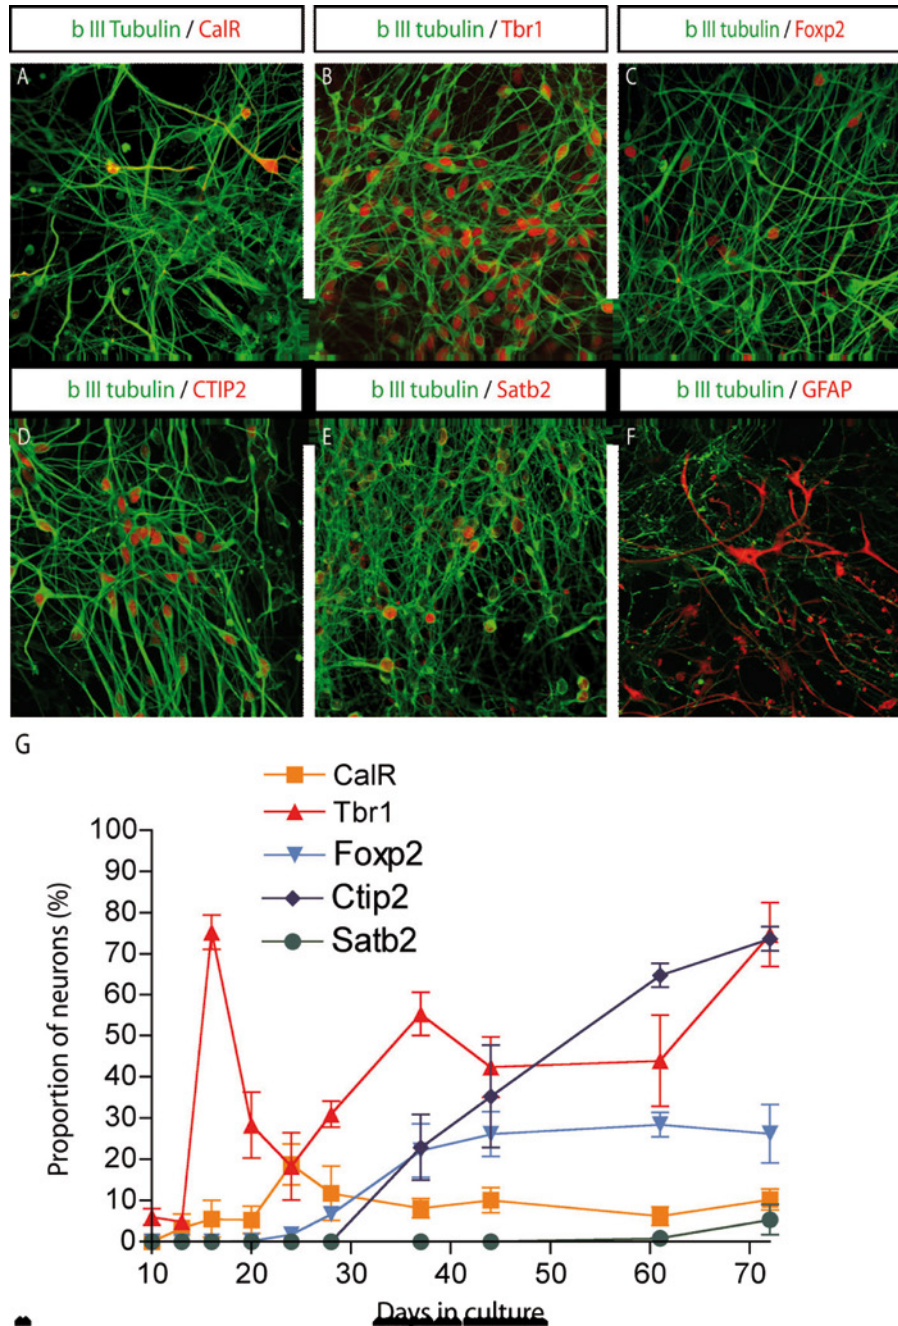 b III Tubulin / CalR
b III tubulin / Tbr1
b III tubulin / Foxp2
A
B
C
b III tubulin / CTIP2
b III tubulin / Satb2
b III tubulin / GFAP
D
E
F
G
CalR
Tbr1
Foxp2
Ctip2
Satb2
Proportion of neurons (%)
100
90
80
70
60
50
40
30
20
10
0
10 20 30 40 50 60 70
Days in culture